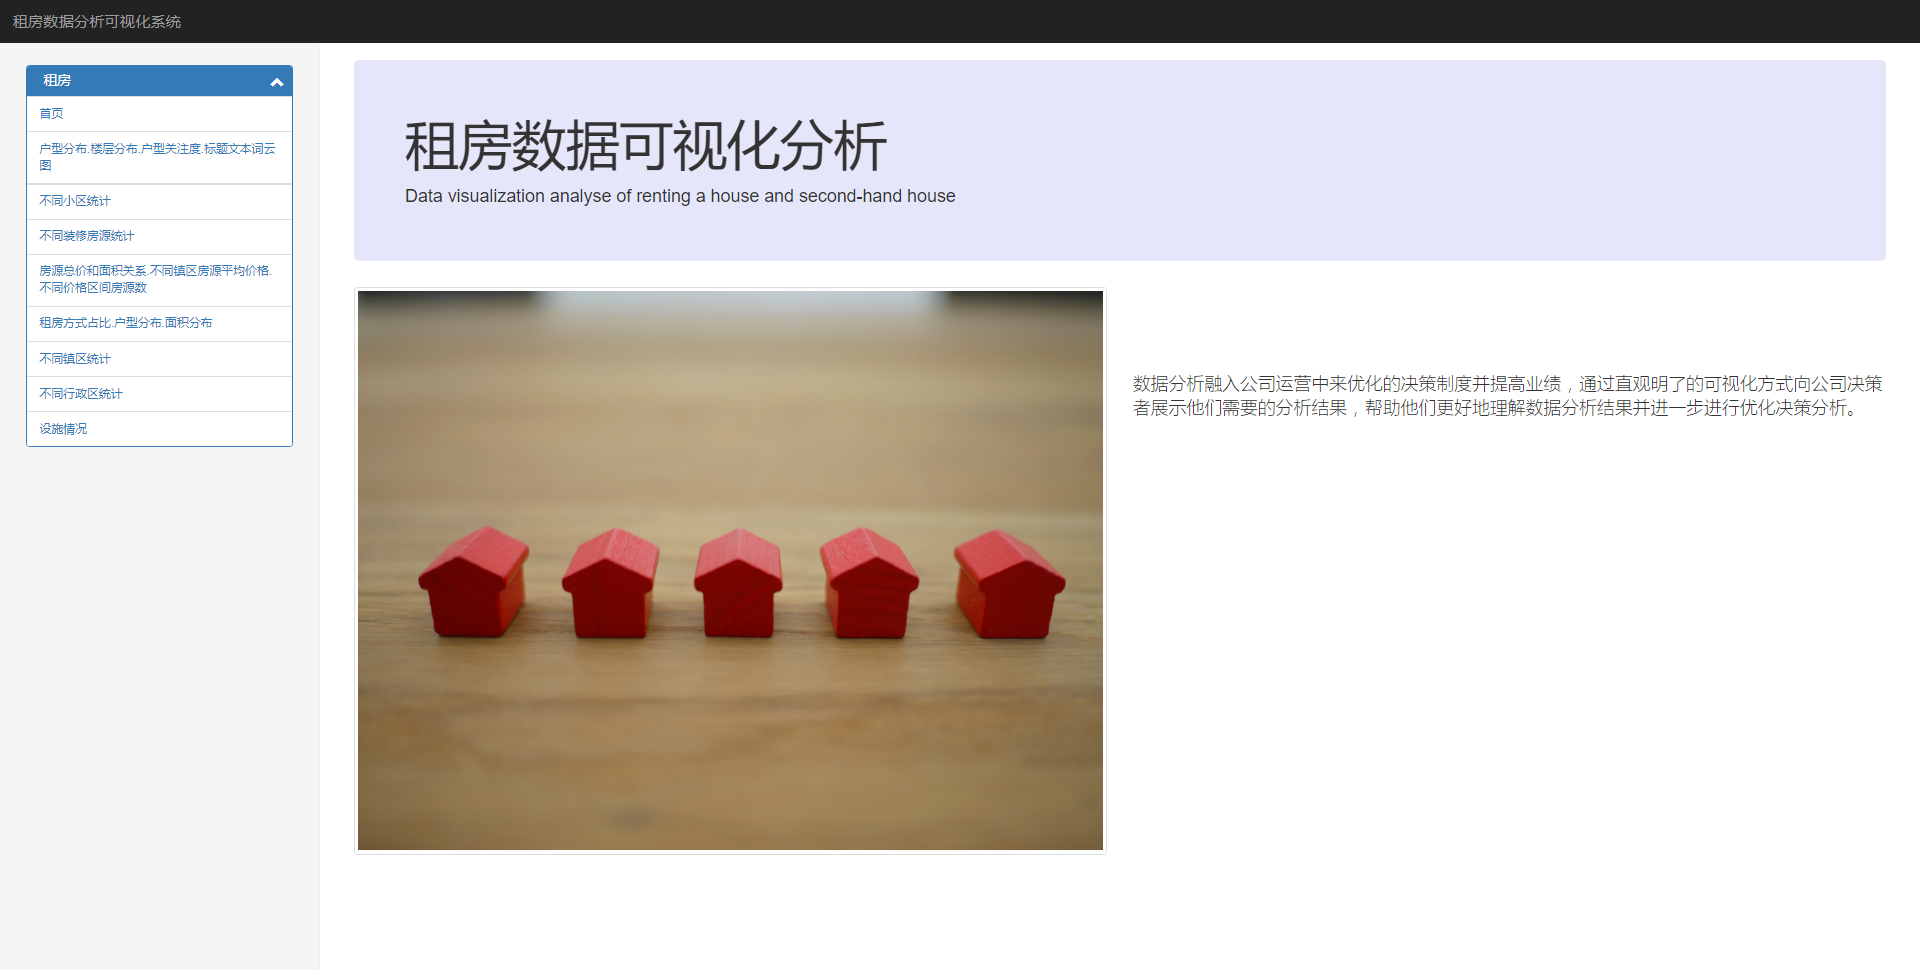 租房数据分析可视化系统
租房
首页
户型分布.楼层分布.户型关注度.标题文本词云
图
不同小区统计
不同装修房源统计
房源总价和面积关系.不同镇区房源平均价格.
不同价格区间房源数
租房方式占比.户型分布.面积分布
不同镇区统计
不同行政区统计
设施情况
租房数据可视化分析
Data visualization analyse of renting a house and second-hand house
数据分析融入公司运营中来优化的决策制度并提高业绩，通过直观明了的可视化方式向公司决策
者展示他们需要的分析结果，帮助他们更好地理解数据分析结果并进一步进行优化决策分析。